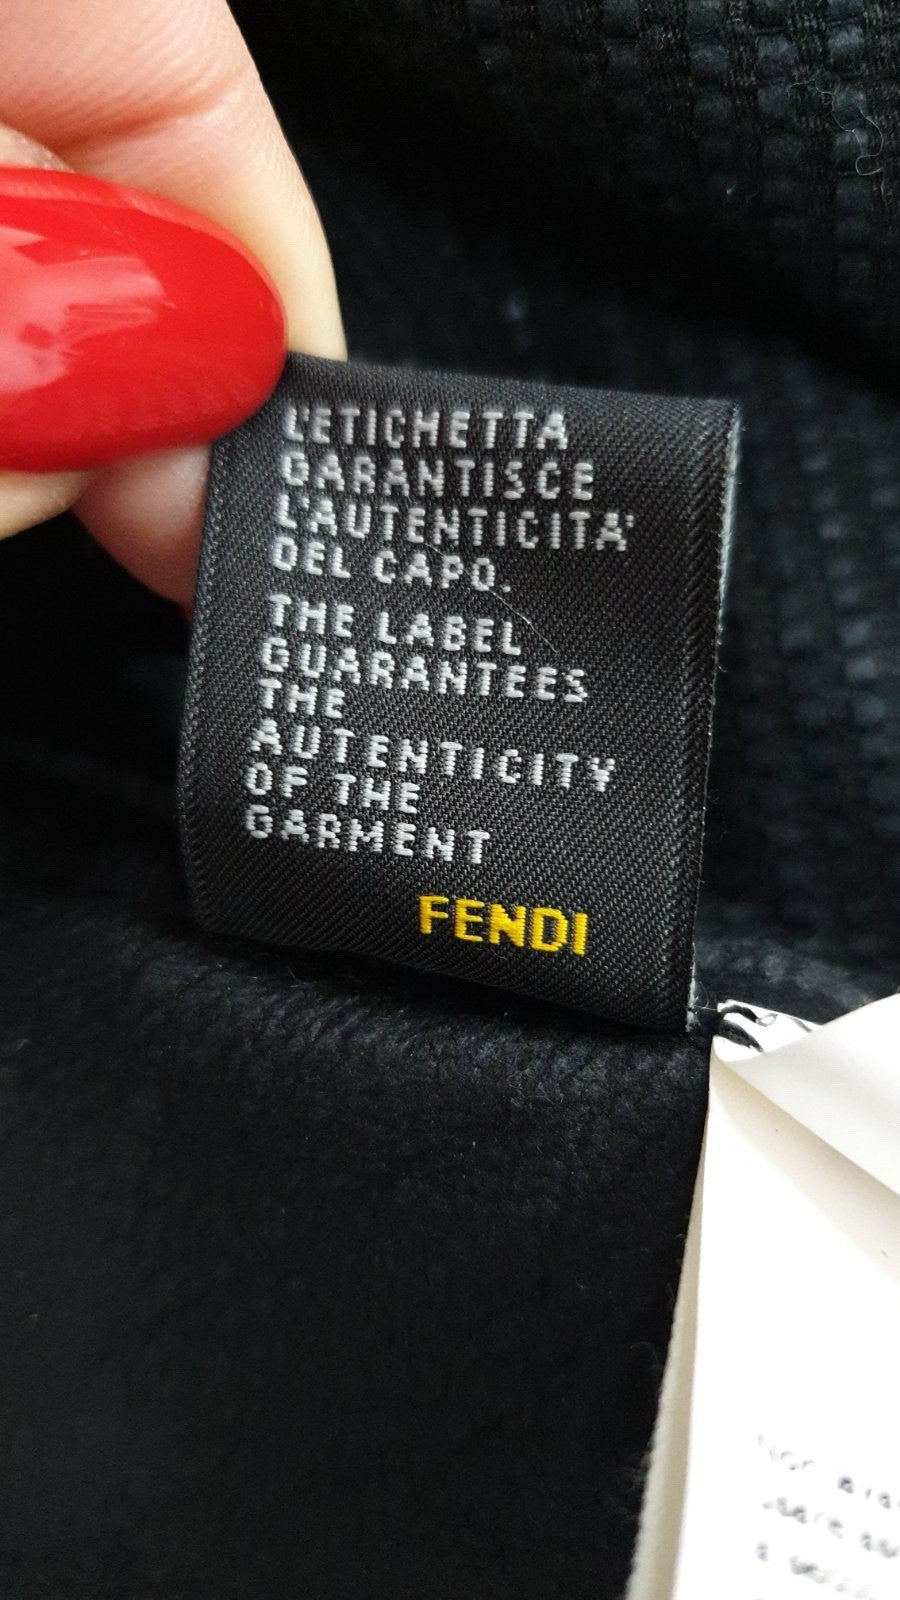 L'ETICHETTA
GARANTISCE
L'AUTENTICITA'
DEL CAPO.
THE LABEL
GUARANTEES
THE
AUTENTICITY
OF THE
GARMENT
FENDI